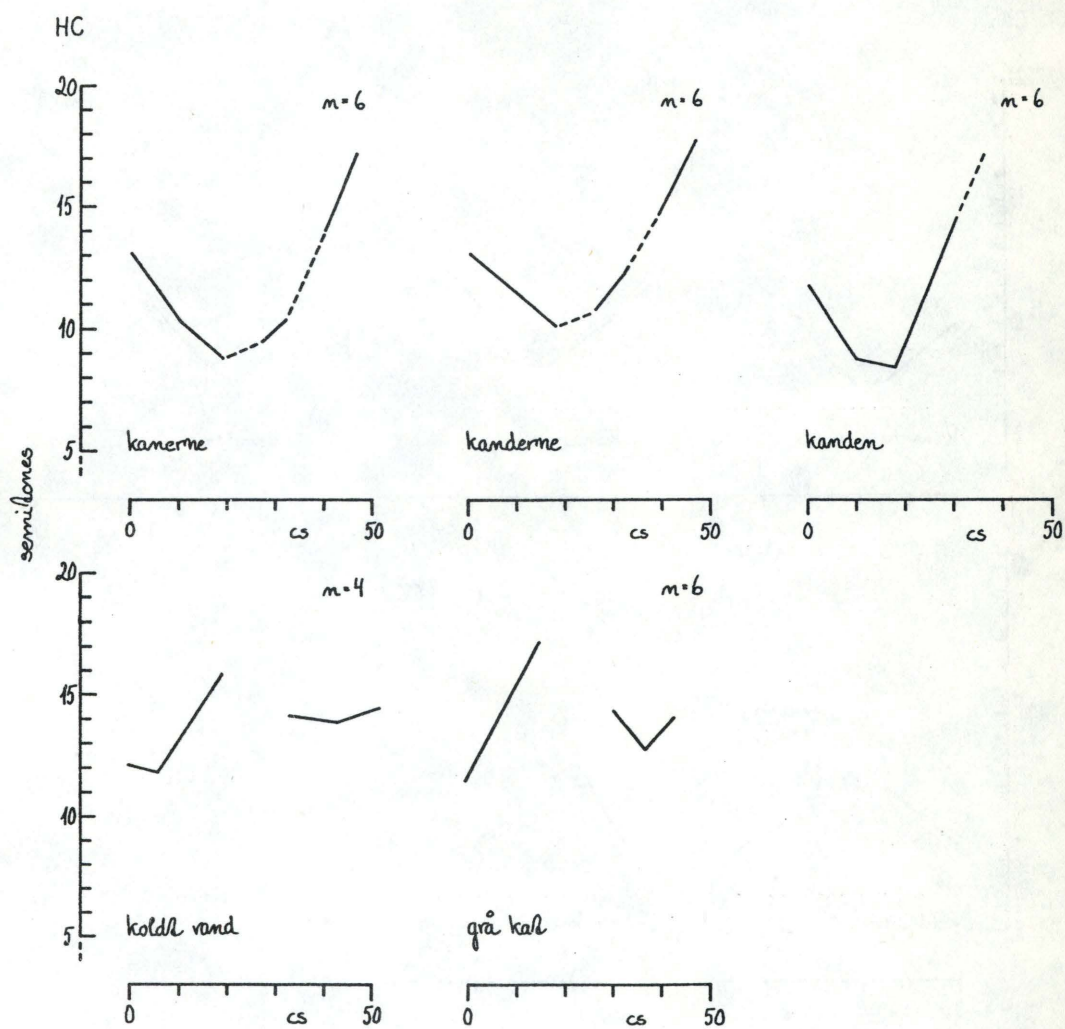 HC
20
n=6
n=6
n=6
15
10
kanerne
kanderne
kanden
5
semitones
0 cs 50
0 cs 50
0 cs 50
20
n=4
n=6
15
10
koldt vand
grå kat
5
0 cs 50
0 cs 50